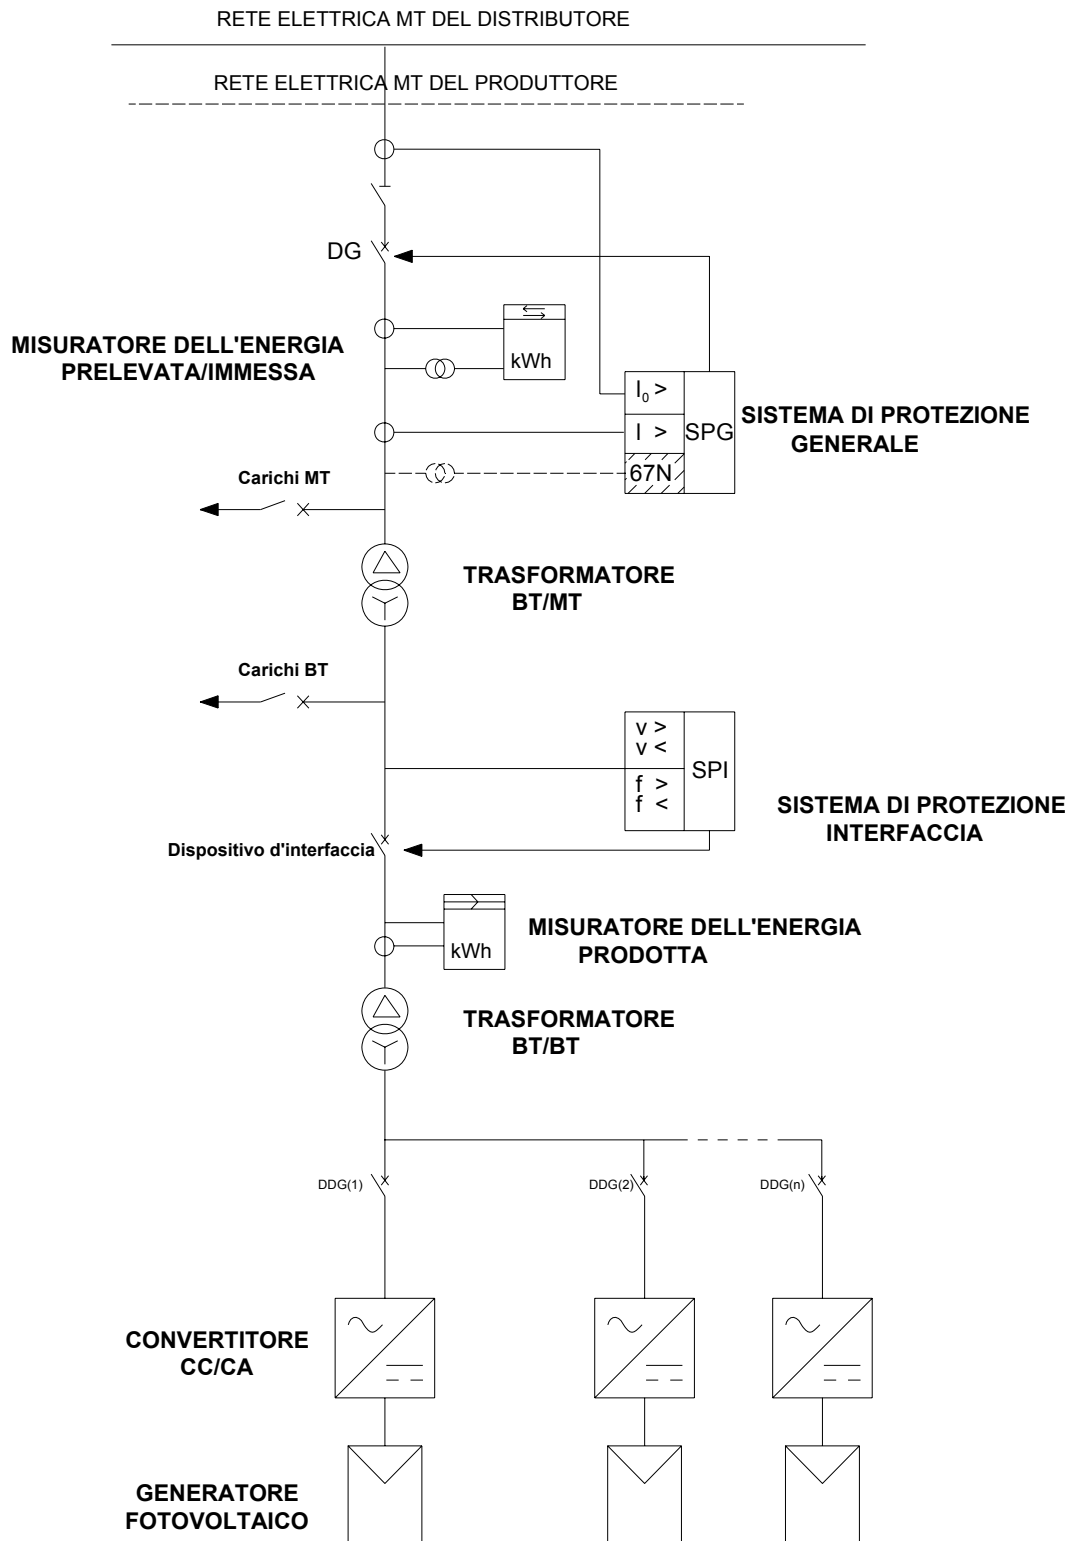 RETE ELETTRICA MT DEL DISTRIBUTORE
RETE ELETTRICA MT DEL PRODUTTORE
DG
MISURATORE DELL'ENERGIA
PRELEVATA/IMMESSA
kWh
I₀ >
I >
67N
SPG
SISTEMA DI PROTEZIONE
GENERALE
Carichi MT
TRASFORMATORE
BT/MT
Carichi BT
v >
v <
f >
f <
SPI
SISTEMA DI PROTEZIONE
INTERFACCIA
Dispositivo d'interfaccia
kWh
MISURATORE DELL'ENERGIA
PRODOTTA
TRASFORMATORE
BT/BT
DDG(1)
DDG(2)
DDG(n)
CONVERTITORE
CC/CA
GENERATORE
FOTOVOLTAICO